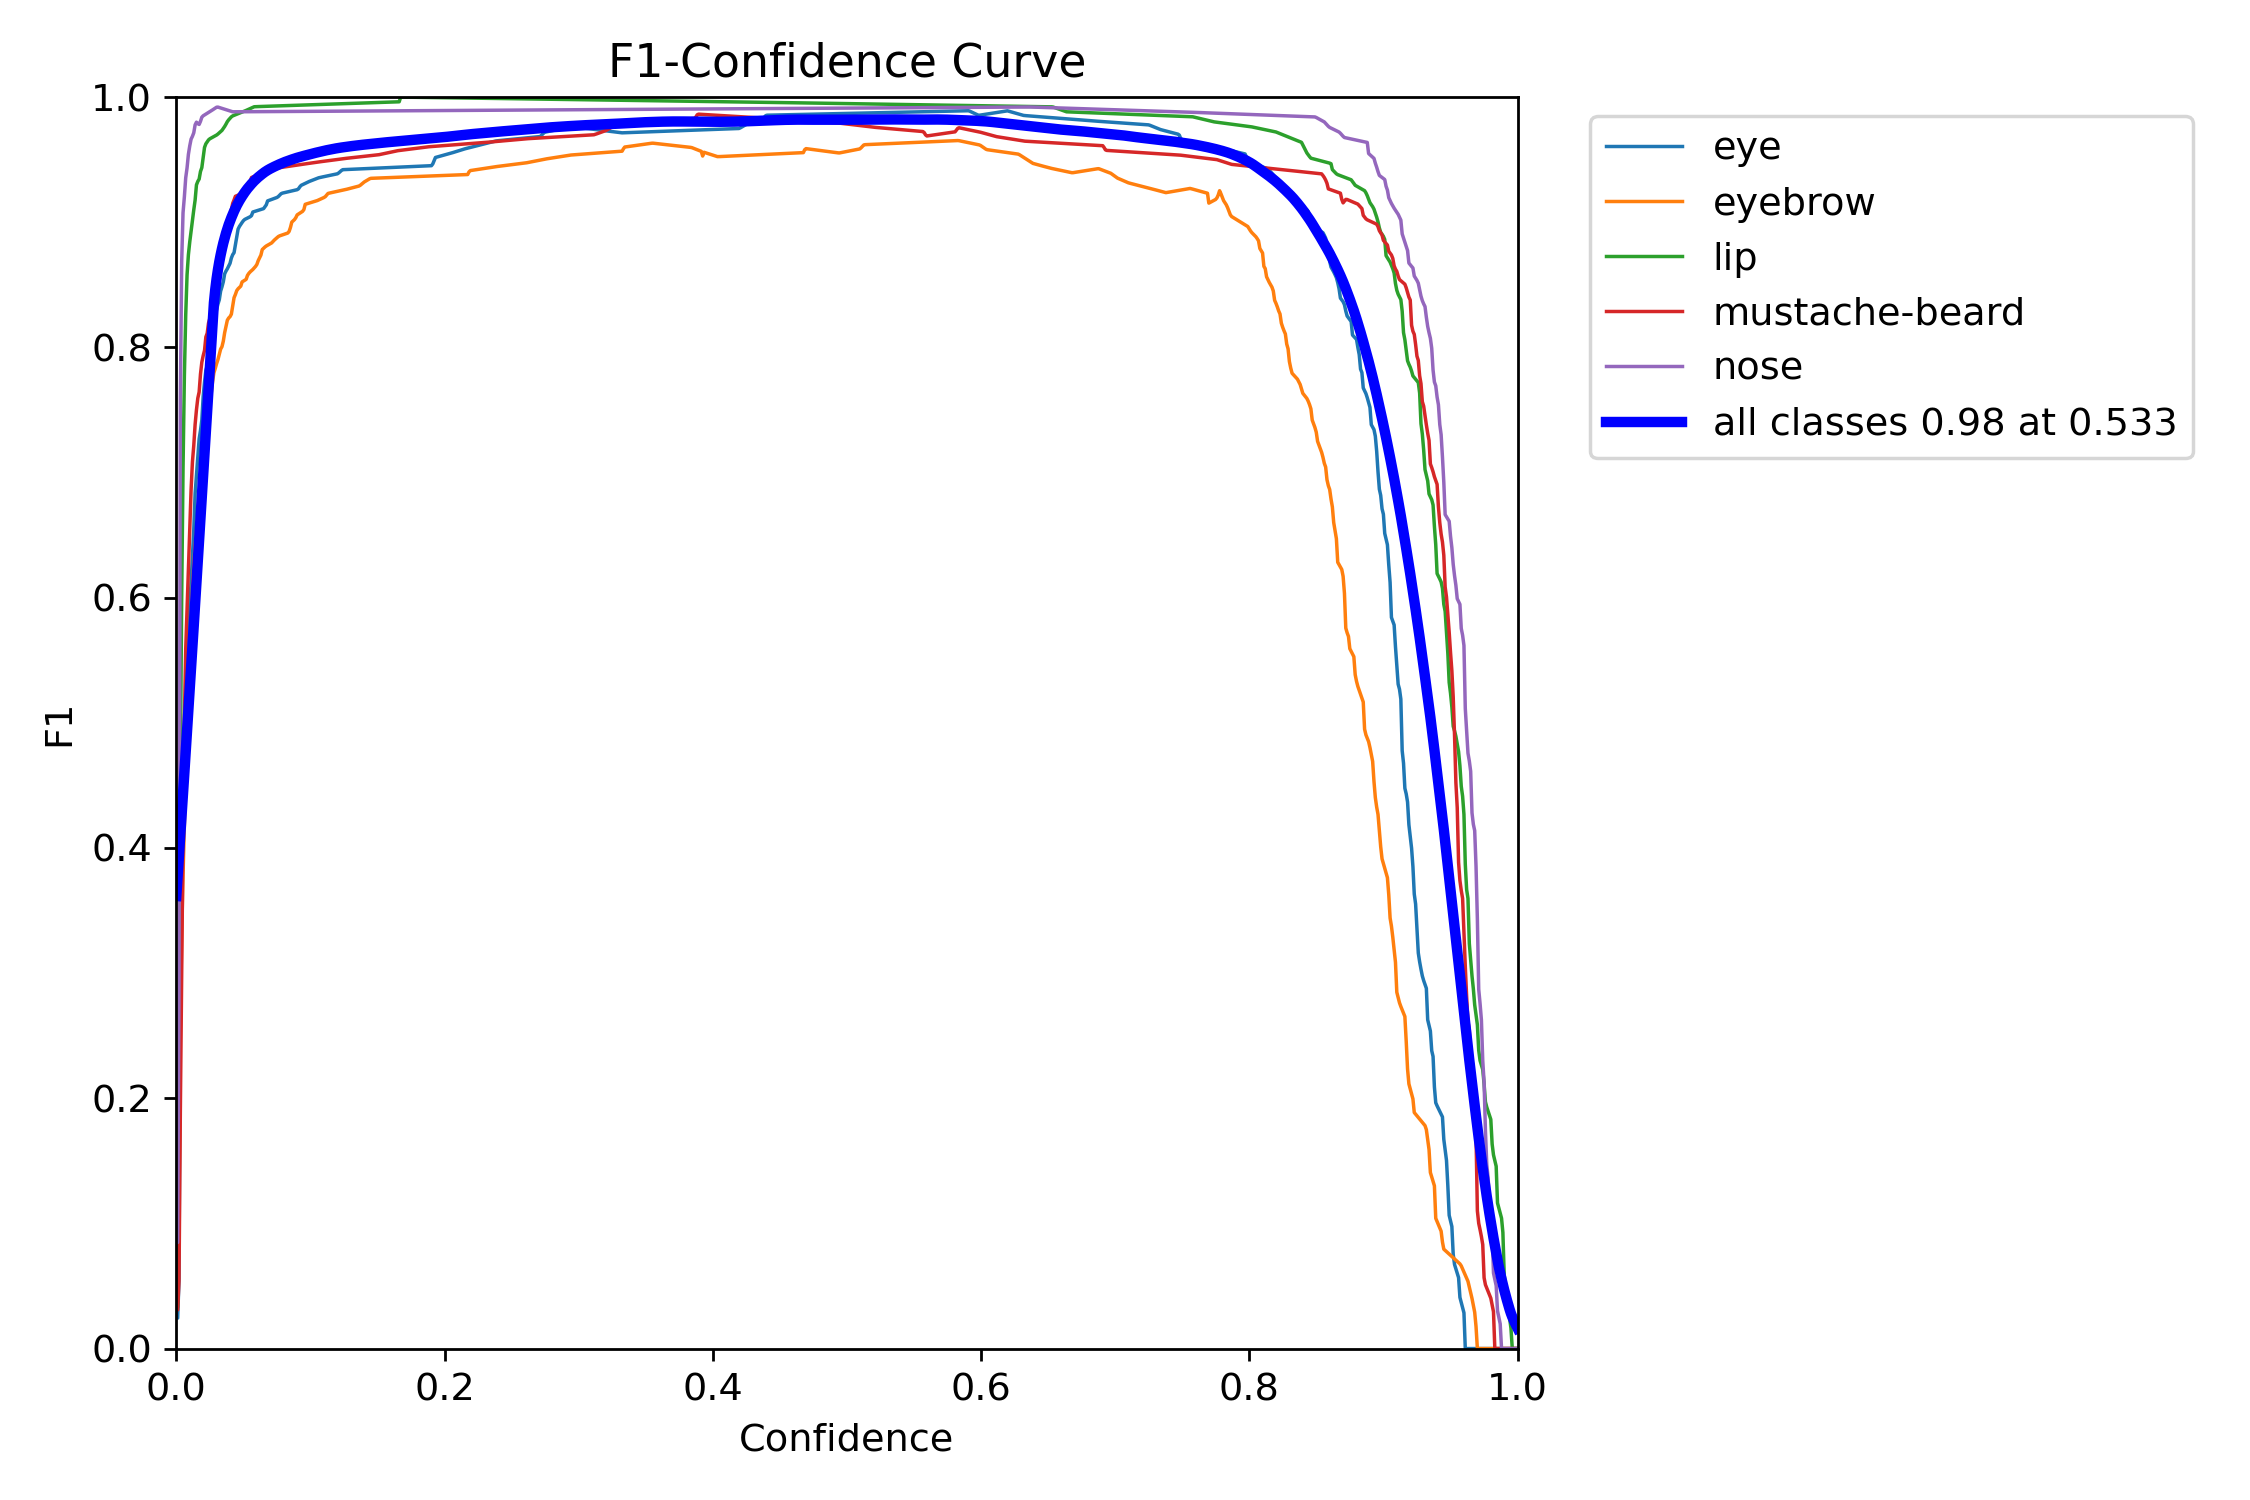 F1-Confidence Curve
1.0
0.8
0.6
0.4
0.2
0.0
F1
0.0 0.2 0.4 0.6 0.8 1.0
Confidence
eye
eyebrow
lip
mustache-beard
nose
all classes 0.98 at 0.533